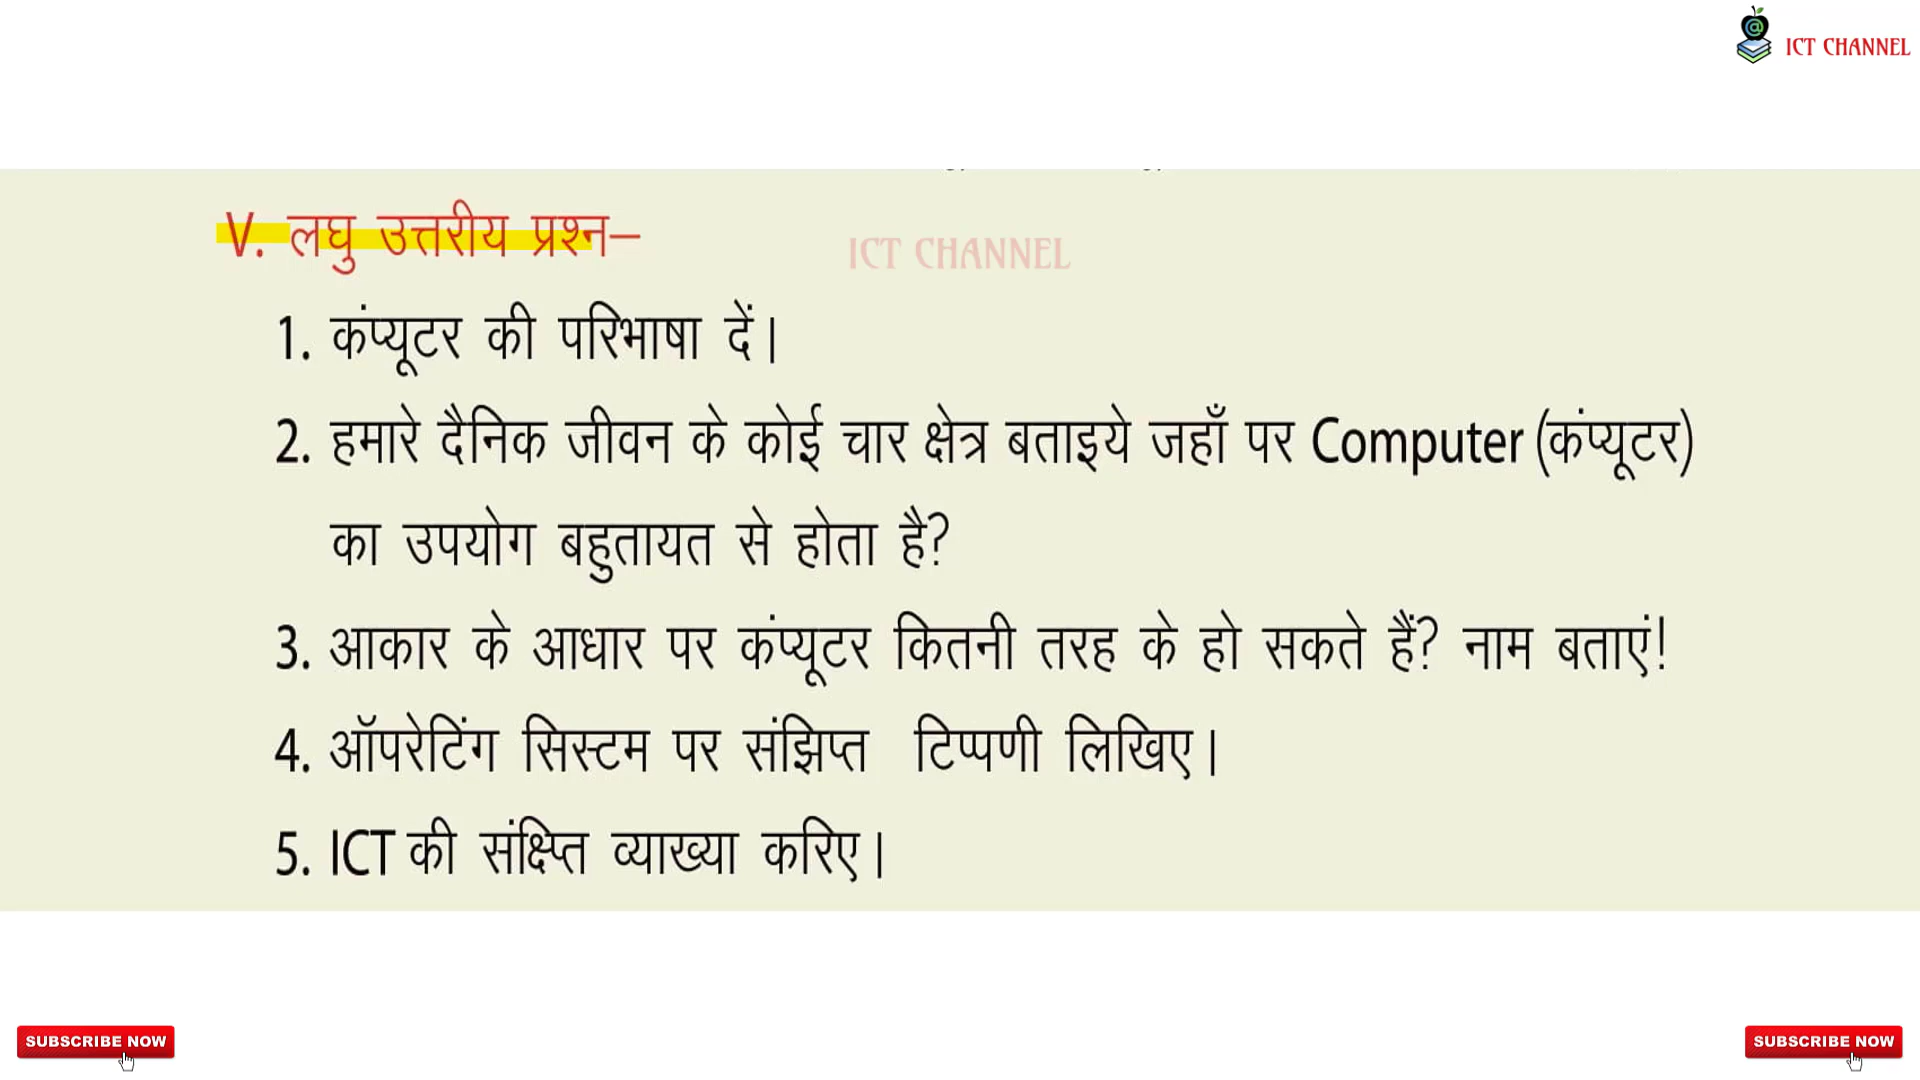 ICT CHANNEL
V. लघु उत्तरीय प्रश्न–
ICT CHANNEL
1. कंप्यूटर की परिभाषा दें।
2. हमारे दैनिक जीवन के कोई चार क्षेत्र बताइये जहाँ पर Computer (कंप्यूटर)
का उपयोग बहुतायत से होता है?
3. आकार के आधार पर कंप्यूटर कितनी तरह के हो सकते हैं? नाम बताएं!
4. ऑपरेटिंग सिस्टम पर संझिप्त टिप्पणी लिखिए।
5. ICT की संक्ष्प्ति व्याख्या करिए।
SUBSCRIBE NOW
SUBSCRIBE NOW